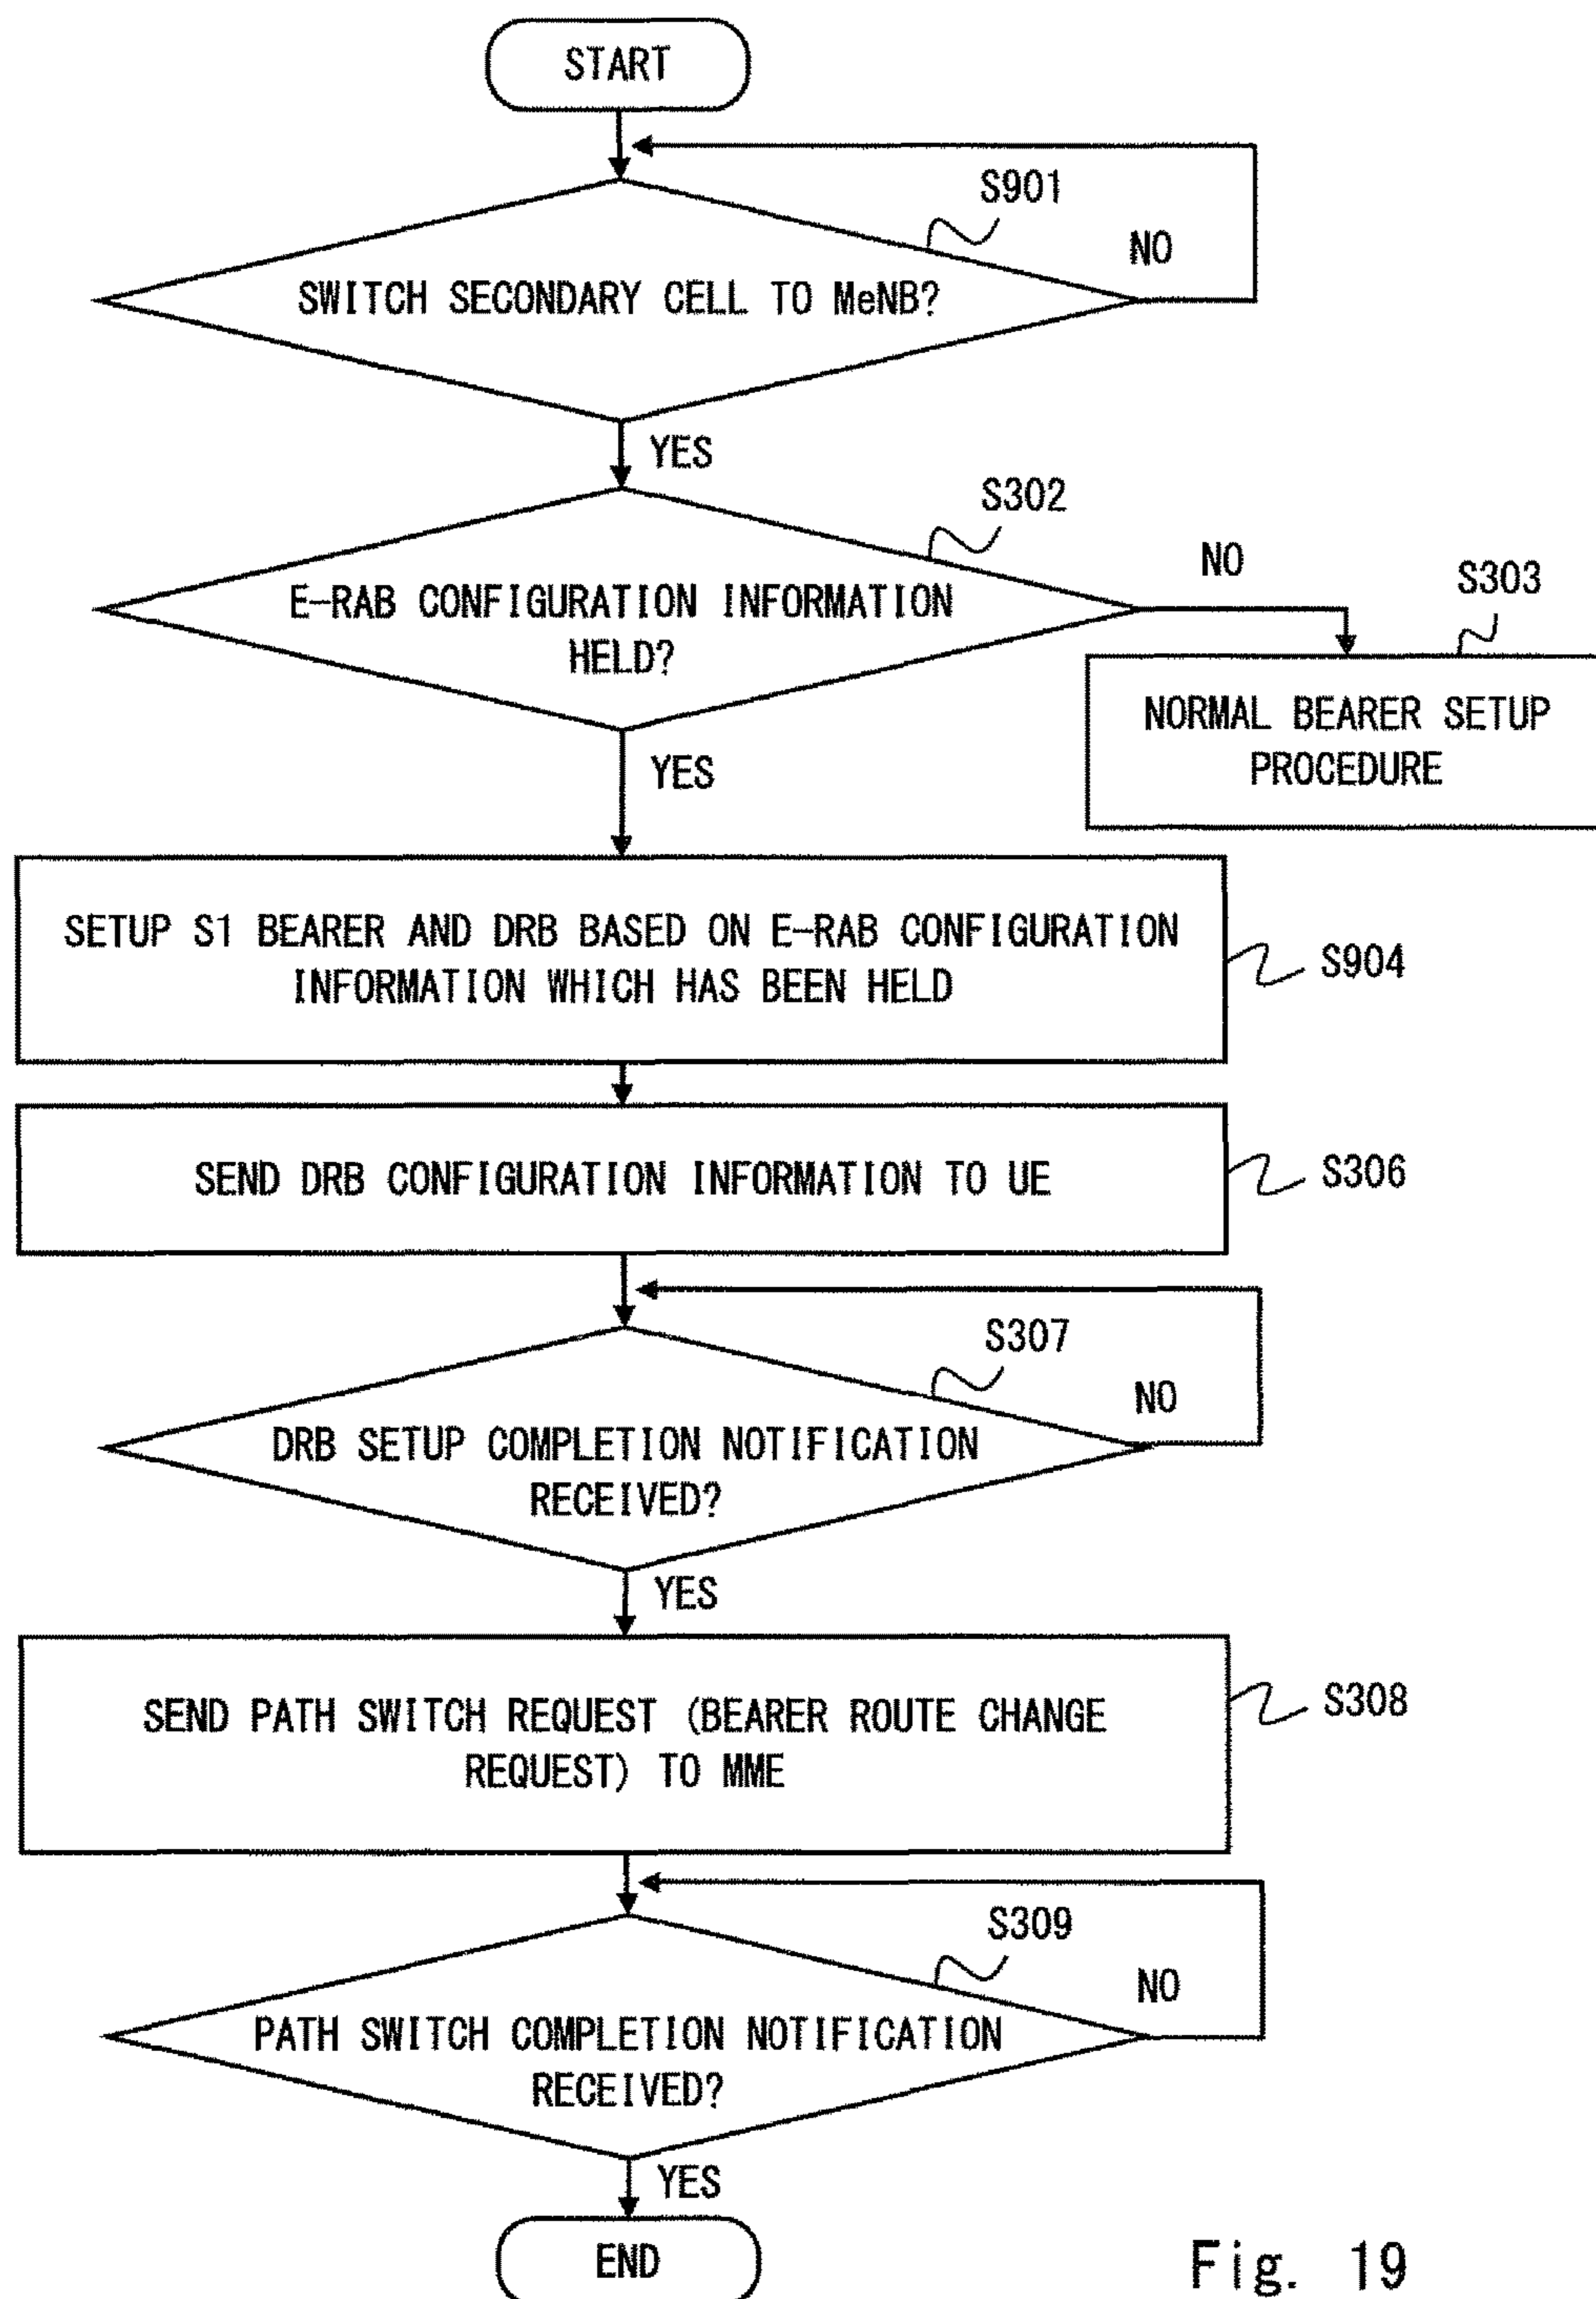 START
S901
NO
SWITCH SECONDARY CELL TO MeNB?
YES
S302
NO
E-RAB CONFIGURATION INFORMATION
HELD?
S303
NORMAL BEARER SETUP
PROCEDURE
YES
SETUP S1 BEARER AND DRB BASED ON E-RAB CONFIGURATION
INFORMATION WHICH HAS BEEN HELD
S904
SEND DRB CONFIGURATION INFORMATION TO UE
S306
S307
NO
DRB SETUP COMPLETION NOTIFICATION
RECEIVED?
YES
SEND PATH SWITCH REQUEST (BEARER ROUTE CHANGE
REQUEST) TO MME
S308
S309
NO
PATH SWITCH COMPLETION NOTIFICATION
RECEIVED?
YES
END
Fig. 19